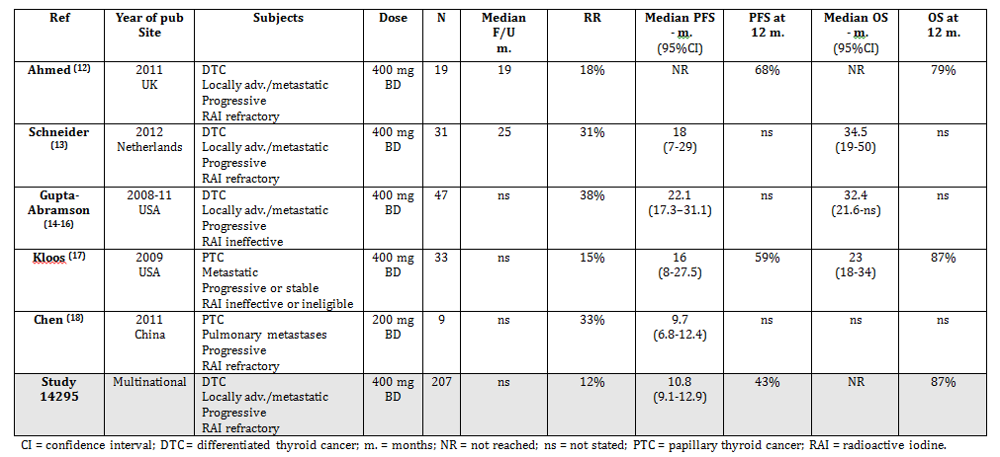 Ref Year of pub Site Subjects Dose N Median F/U m. RR Median PFS - m. (95%CI) PFS at 12 m. Median OS - m. (95%CI) OS at 12 m.
Ahmed (12) 2011 UK DTC Locally adv./metastatic Progressive RAI refractory 400 mg BD 19 19 18% NR 68% NR 79%
Schneider (13) 2012 Netherlands DTC Locally adv./metastatic Progressive RAI refractory 400 mg BD 31 25 31% 18 (7-29) ns 34.5 (19-50) ns
Gupta-Abramson (14-16) 2008-11 USA DTC Locally adv./metastatic Progressive RAI ineffective 400 mg BD 47 ns 38% 22.1 (17.3–31.1) ns 32.4 (21.6-ns) ns
Kloos (17) 2009 USA PTC Metastatic Progressive or stable RAI ineffective or ineligible 400 mg BD 33 ns 15% 16 (8-27.5) 59% 23 (18-34) 87%
Chen (18) 2011 China PTC Pulmonary metastases Progressive RAI refractory 200 mg BD 9 ns 33% 9.7 (6.8-12.4) ns ns ns
Study 14295 Multinational DTC Locally adv./metastatic Progressive RAI refractory 400 mg BD 207 ns 12% 10.8 (9.1-12.9) 43% NR 87%
CI = confidence interval; DTC = differentiated thyroid cancer; m. = months; NR = not reached; ns = not stated; PTC = papillary thyroid cancer; RAI = radioactive iodine.